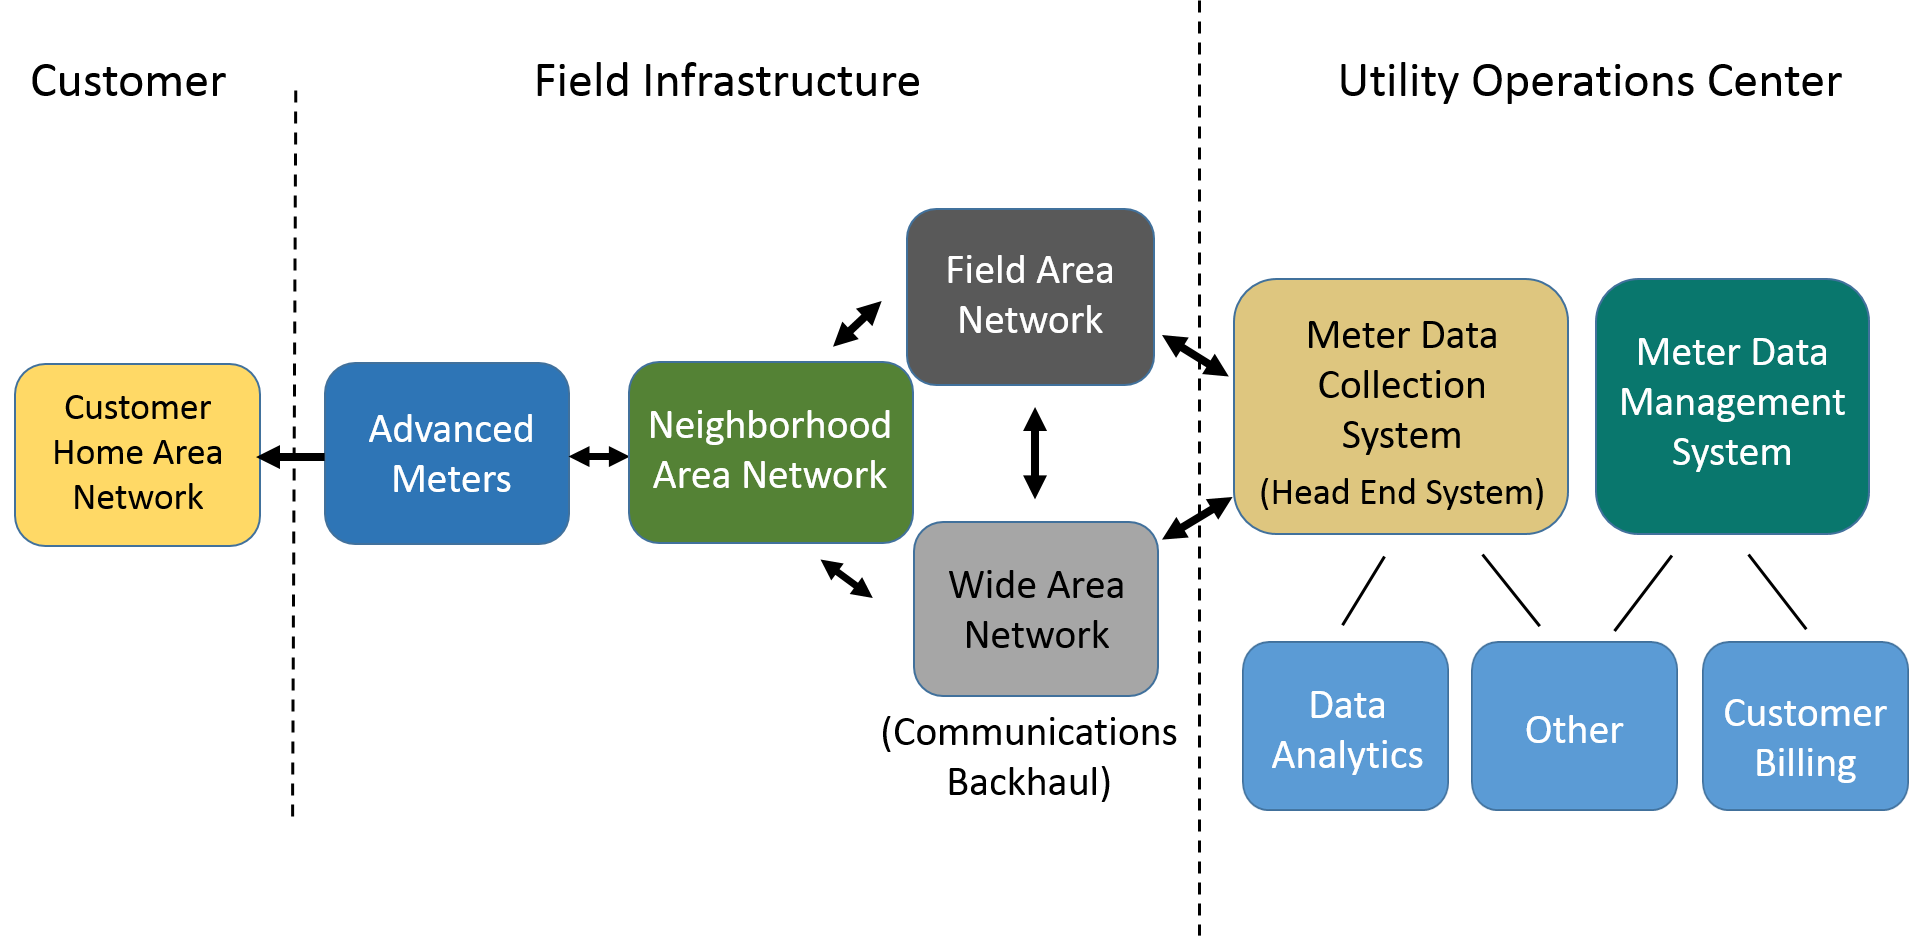 Customer
Field Infrastructure
Utility Operations Center
Customer
Home Area
Network
Advanced
Meters
Neighborhood
Area Network
Field Area
Network
Wide Area
Network
(Communications
Backhaul)
Meter Data
Collection
System
(Head End System)
Meter Data
Management
System
Data
Analytics
Other
Customer
Billing